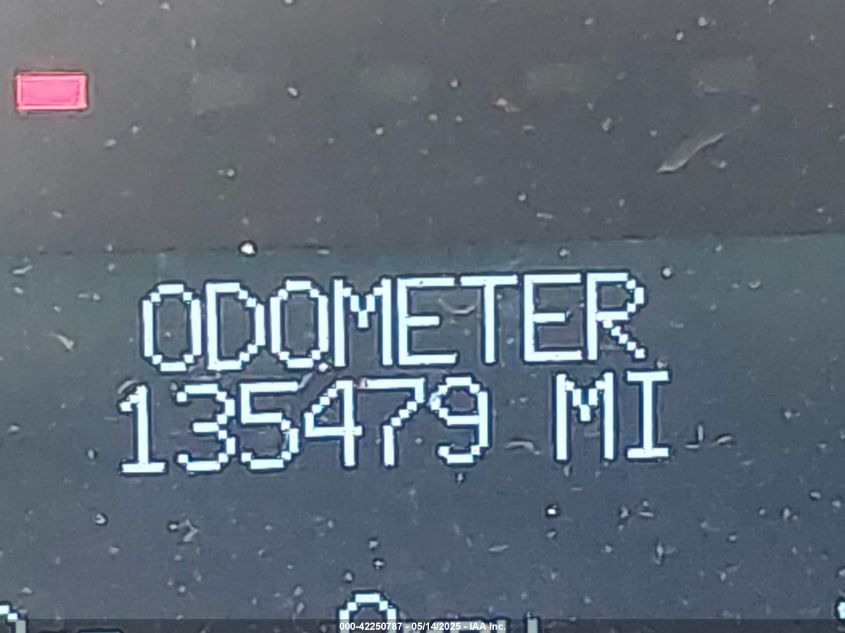 ODOMETER
135479 MI
000-42250787 - 05/14/2025 - IAA Inc.